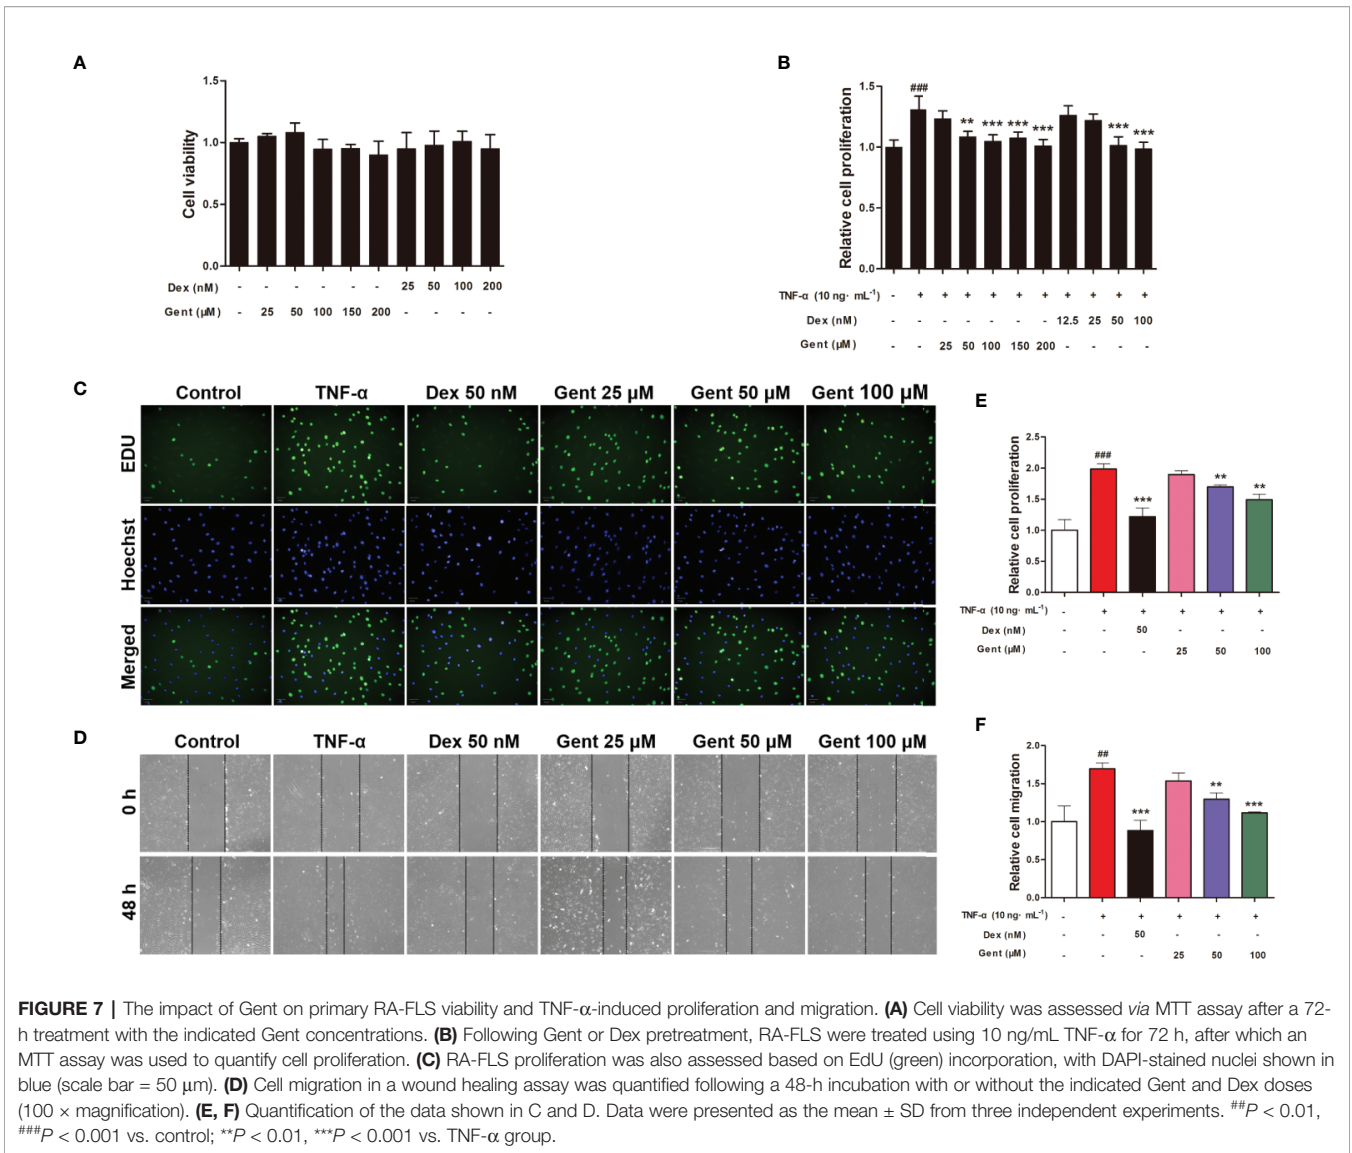 A
1.5
1.0
0.5
0.0
Cell viability
Dex (nM) - - - - - - 25 50 100 200
Gent (μM) - 25 50 100 150 200 - - - -
B
1.5
1.0
0.5
0.0
Relative cell proliferation
###
** *** *** *** *** ***
TNF-α (10 ng· mL-1) - + + + + + + + + + +
Dex (nM) - - - - - - - 12.5 25 50 100
Gent (μM) - - 25 50 100 150 200 - - - -
C
Control TNF-α Dex 50 nM Gent 25 μM Gent 50 μM Gent 100 μM
EDU
Hoechst
Merged
E
2.5
2.0
1.5
1.0
0.5
0.0
Relative cell proliferation
### *** ** **
TNF-α (10 ng· mL-1) - + + + + +
Dex (nM) - - 50 - - -
Gent (μM) - - - 25 50 100
D
Control TNF-α Dex 50 nM Gent 25 μM Gent 50 μM Gent 100 μM
0 h
48 h
F
2.0
1.5
1.0
0.5
0.0
Relative cell migration
## *** ** ***
TNF-α (10 ng· mL-1) - + + + + +
Dex (nM) - - 50 - - -
Gent (μM) - - - 25 50 100
FIGURE 7 | The impact of Gent on primary RA-FLS viability and TNF-α-induced proliferation and migration. (A) Cell viability was assessed via MTT assay after a 72-
h treatment with the indicated Gent concentrations. (B) Following Gent or Dex pretreatment, RA-FLS were treated using 10 ng/mL TNF-α for 72 h, after which an
MTT assay was used to quantify cell proliferation. (C) RA-FLS proliferation was also assessed based on EdU (green) incorporation, with DAPI-stained nuclei shown in
blue (scale bar = 50 μm). (D) Cell migration in a wound healing assay was quantified following a 48-h incubation with or without the indicated Gent and Dex doses
(100 × magnification). (E, F) Quantification of the data shown in C and D. Data were presented as the mean ± SD from three independent experiments. ##P < 0.01,
###P < 0.001 vs. control; **P < 0.01, ***P < 0.001 vs. TNF-α group.